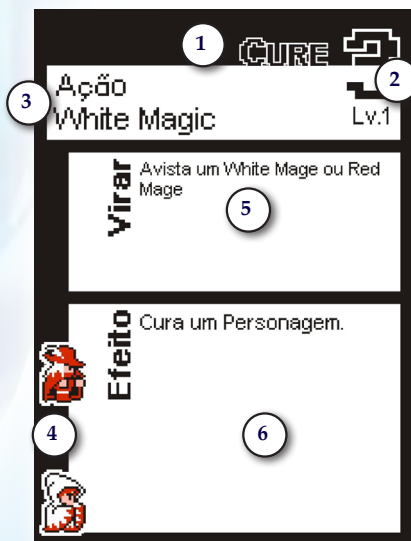 1
CURE 2
2
3
Ação
White Magic Lv.1
Virar
Avista um White Mage ou Red
Mage
5
Efeito
Cura um Personagem.
4
6